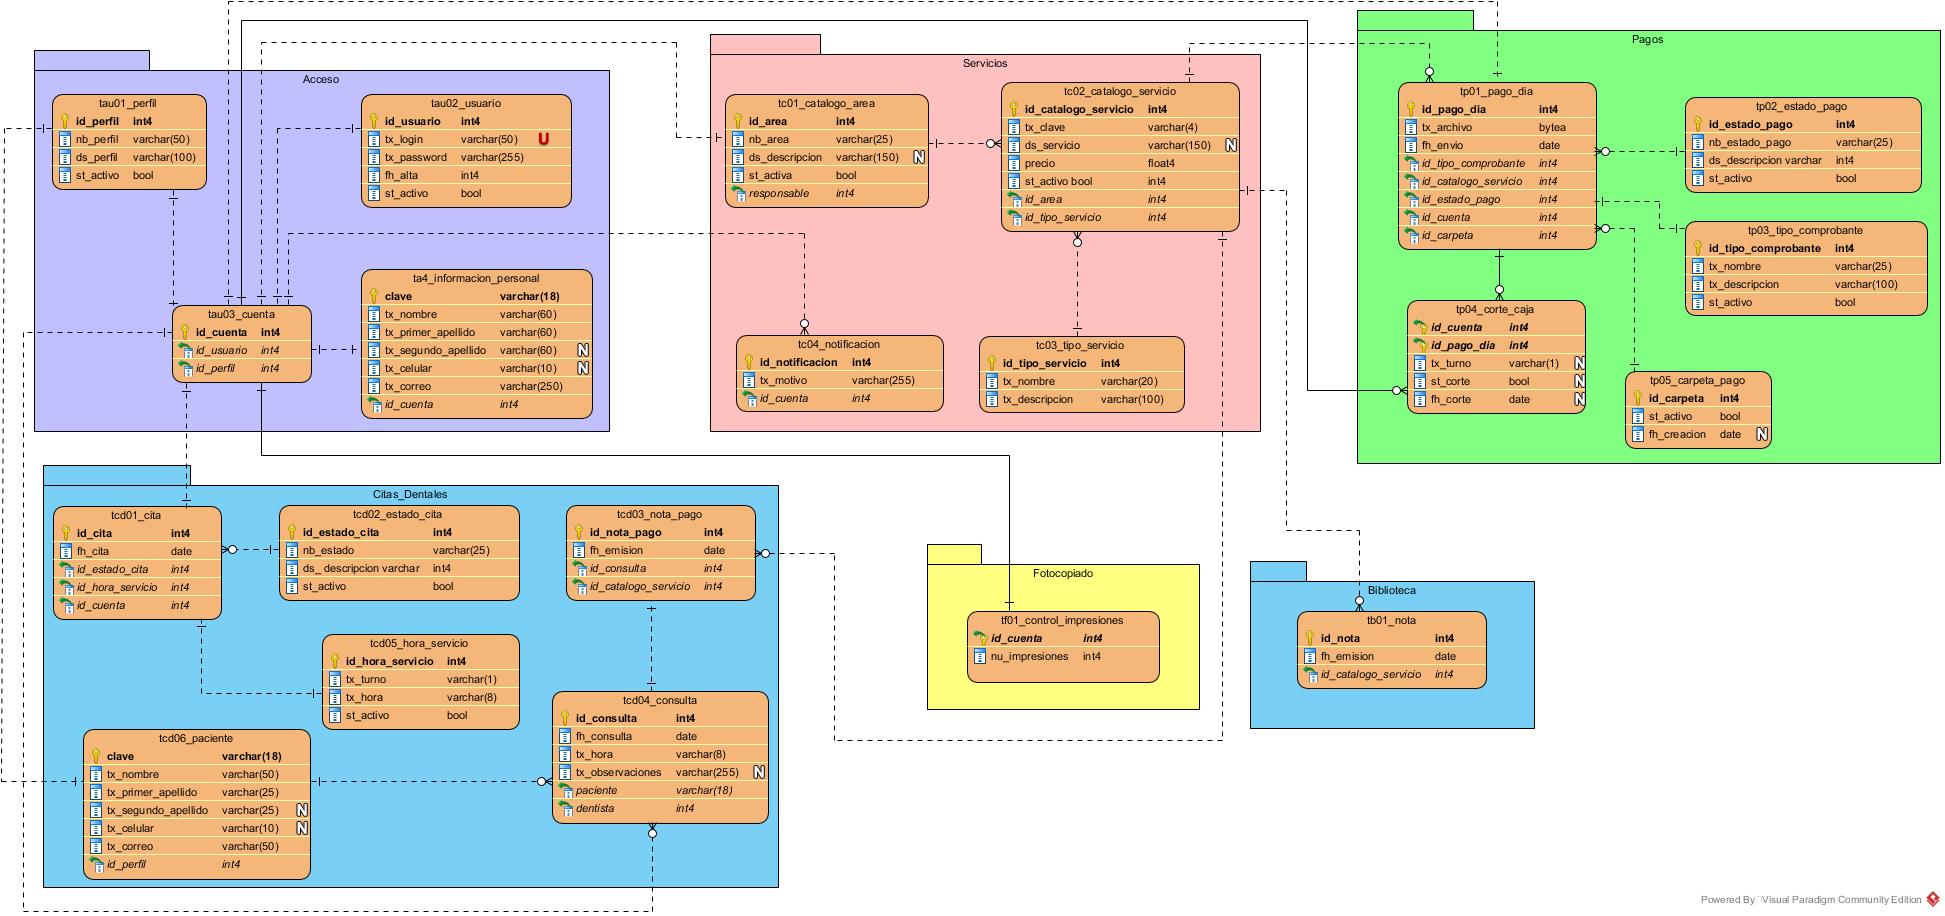 Acceso
tau01_perfil
id_perfil int4
nb_perfil varchar(50)
ds_perfil varchar(100)
st_activo bool
tau02_usuario
id_usuario int4
tx_login varchar(50) U
tx_password varchar(255)
fh_alta int4
st_activo bool
tau03_cuenta
id_cuenta int4
id_usuario int4
id_perfil int4
ta4_informacion_personal
clave varchar(18)
tx_nombre varchar(60)
tx_primer_apellido varchar(60)
tx_segundo_apellido varchar(60) N
tx_celular varchar(10) N
tx_correo varchar(250)
id_cuenta int4
Servicios
tc01_catalogo_area
id_area int4
nb_area varchar(25)
ds_descripcion varchar(150) N
st_activa bool
responsable int4
tc02_catalogo_servicio
id_catalogo_servicio int4
tx_clave varchar(4)
ds_servicio varchar(150) N
precio float4
st_activo bool int4
id_area int4
id_tipo_servicio int4
tc04_notificacion
id_notificacion int4
tx_motivo varchar(255)
id_cuenta int4
tc03_tipo_servicio
id_tipo_servicio int4
tx_nombre varchar(20)
tx_descripcion varchar(100)
Pagos
tp01_pago_dia
id_pago_dia int4
tx_archivo bytea
fh_envio date
id_tipo_comprobante int4
id_catalogo_servicio int4
id_estado_pago int4
id_cuenta int4
id_carpeta int4
tp02_estado_pago
id_estado_pago int4
nb_estado_pago varchar(25)
ds_descripcion varchar int4
st_activo bool
tp03_tipo_comprobante
id_tipo_comprobante int4
tx_nombre varchar(25)
tx_descripcion varchar(100)
st_activo bool
tp04_corte_caja
id_cuenta int4
id_pago_dia int4
tx_turno varchar(1) N
st_corte bool N
fh_corte date N
tp05_carpeta_pago
id_carpeta int4
st_activo bool
fh_creacion date N
Citas_Dentales
tcd01_cita
id_cita int4
fh_cita date
id_estado_cita int4
id_hora_servicio int4
id_cuenta int4
tcd02_estado_cita
id_estado_cita int4
nb_estado varchar(25)
ds_ descripcion varchar int4
st_activo bool
tcd03_nota_pago
id_nota_pago int4
fh_emision date
id_consulta int4
id_catalogo_servicio int4
tcd05_hora_servicio
id_hora_servicio int4
tx_turno varchar(1)
tx_hora varchar(8)
st_activo bool
tcd04_consulta
id_consulta int4
fh_consulta date
tx_hora varchar(8)
tx_observaciones varchar(255) N
paciente varchar(18)
dentista int4
tcd06_paciente
clave varchar(18)
tx_nombre varchar(50)
tx_primer_apellido varchar(25)
tx_segundo_apellido varchar(25) N
tx_celular varchar(10) N
tx_correo varchar(50)
id_perfil int4
Fotocopiado
tf01_control_impresiones
id_cuenta int4
nu_impresiones int4
Biblioteca
tb01_nota
id_nota int4
fh_emision date
id_catalogo_servicio int4
Powered By Visual Paradigm Community Edition